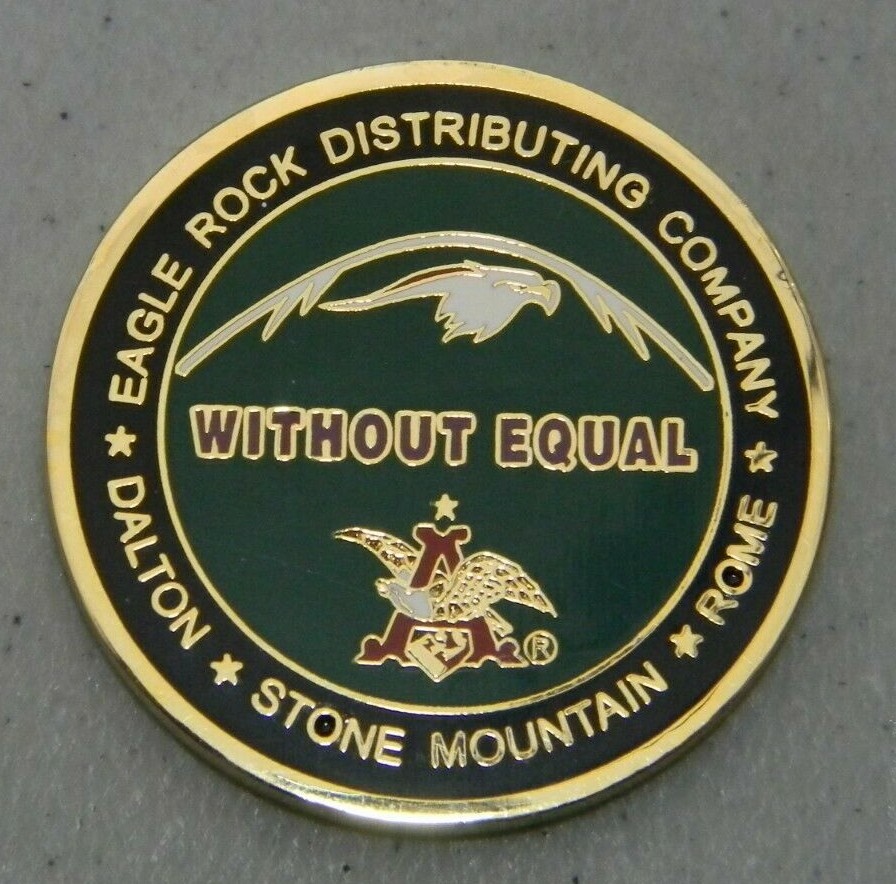 EAGLE ROCK DISTRIBUTING COMPANY
WITHOUT EQUAL
A
®
DALTON ★ STONE MOUNTAIN ★ ROME